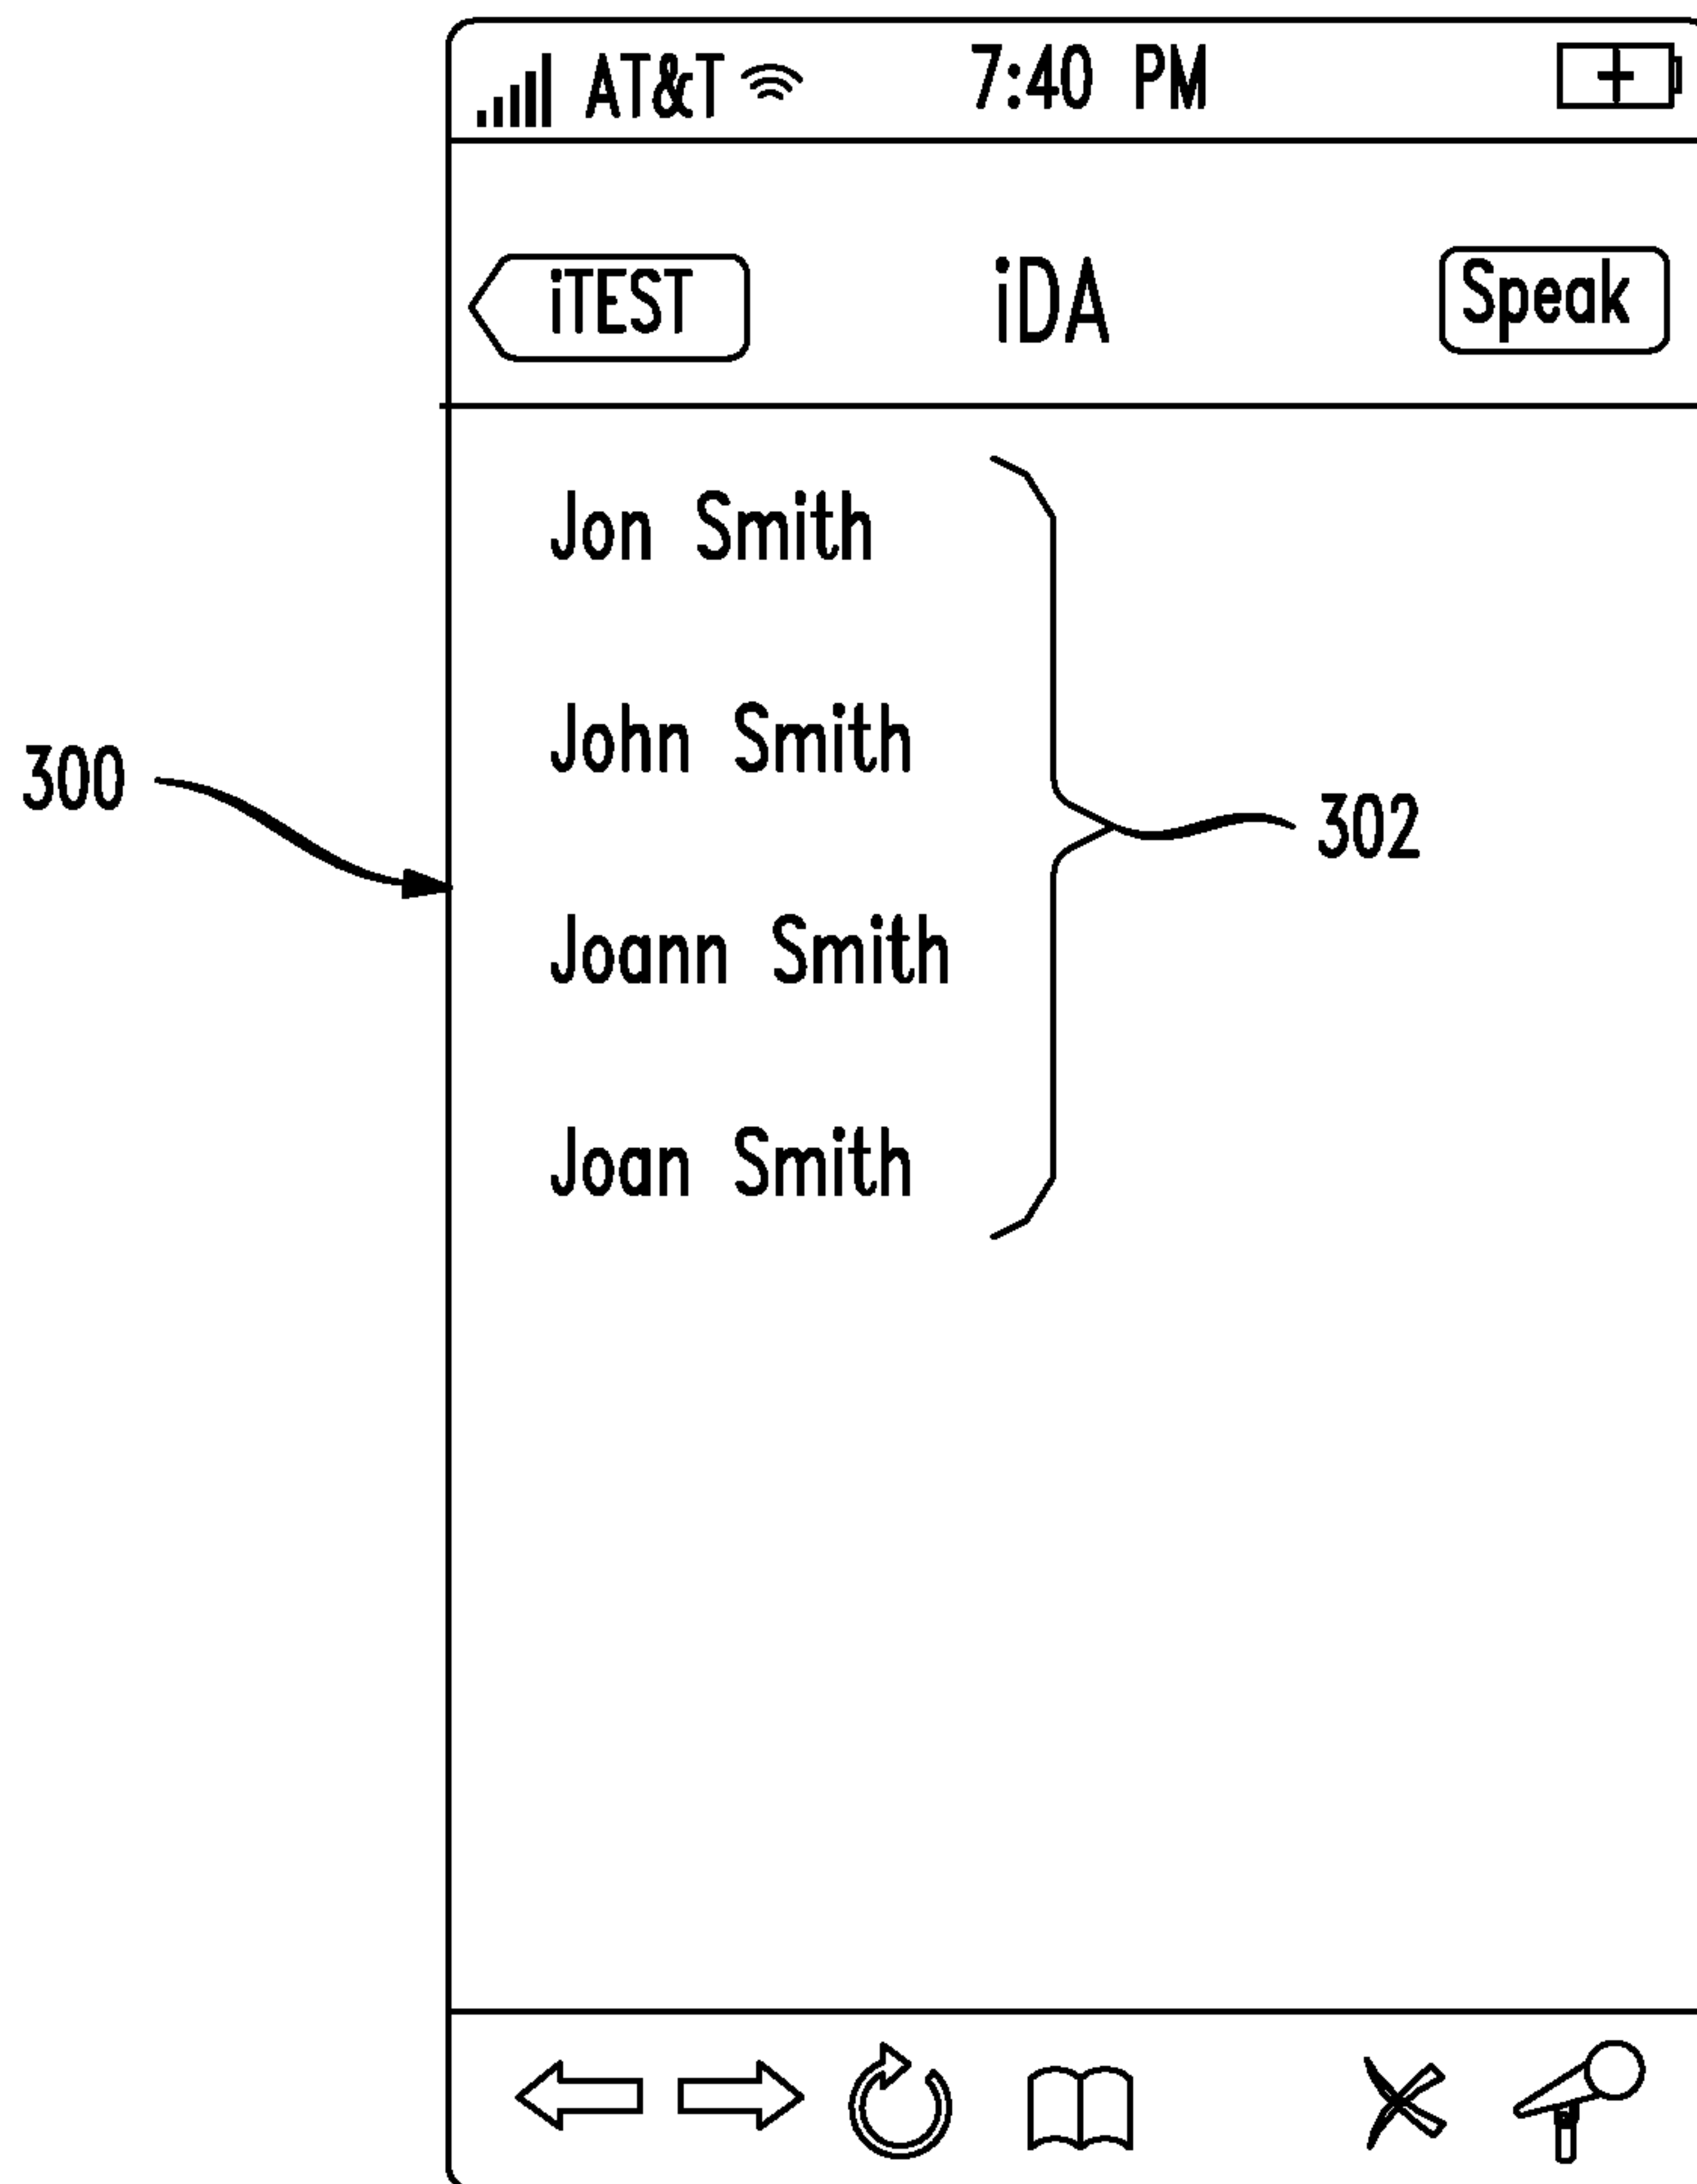 AT&T 7:40 PM
iTEST iDA Speak
Jon Smith
John Smith
300
302
Joann Smith
Joan Smith